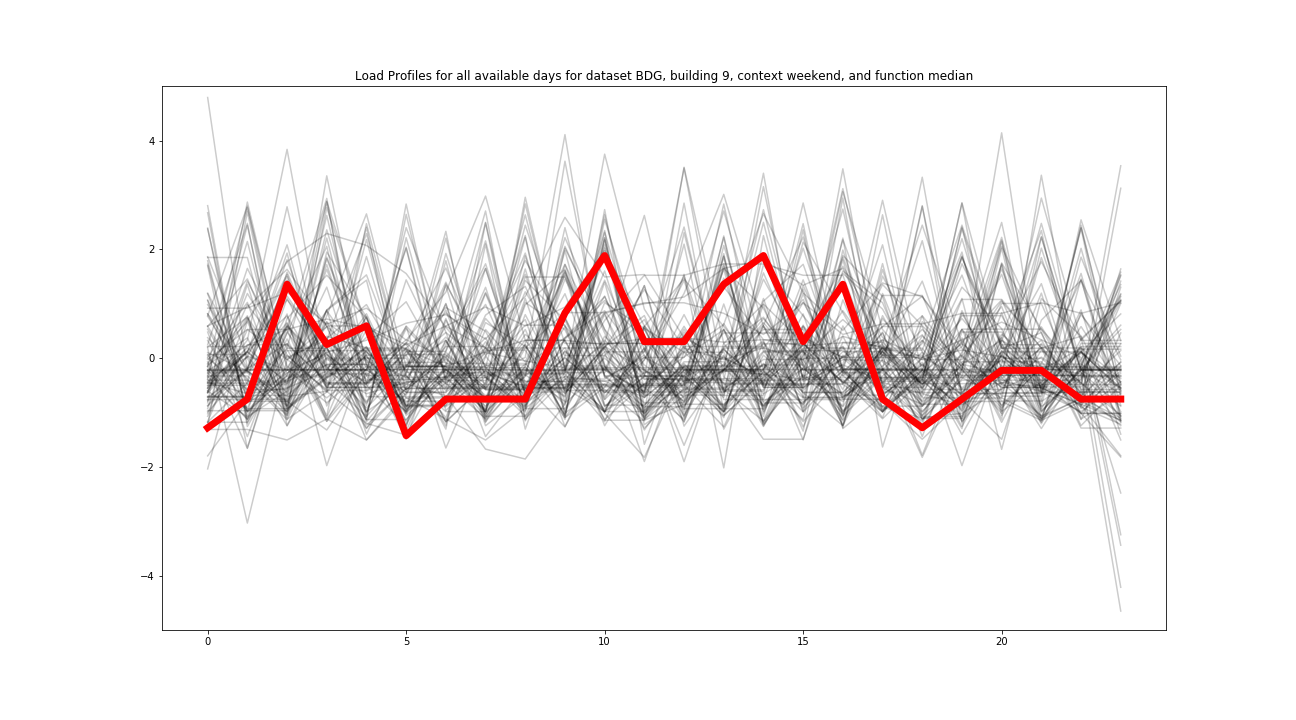 Load Profiles for all available days for dataset BDG, building 9, context weekend, and function median
4
2
0
−2
−4
0 5 10 15 20